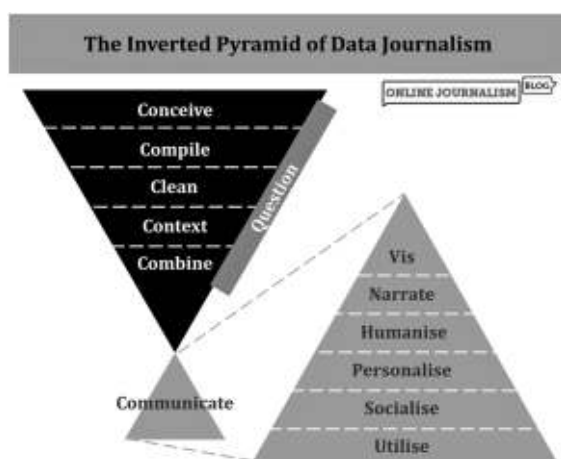 The Inverted Pyramid of Data Journalism
ONLINE JOURNALISM
BLOG
Conceive
Compile
Clean
Context
Combine
Question
Communicate
Vis
Narrate
Humanise
Personalise
Socialise
Utilise